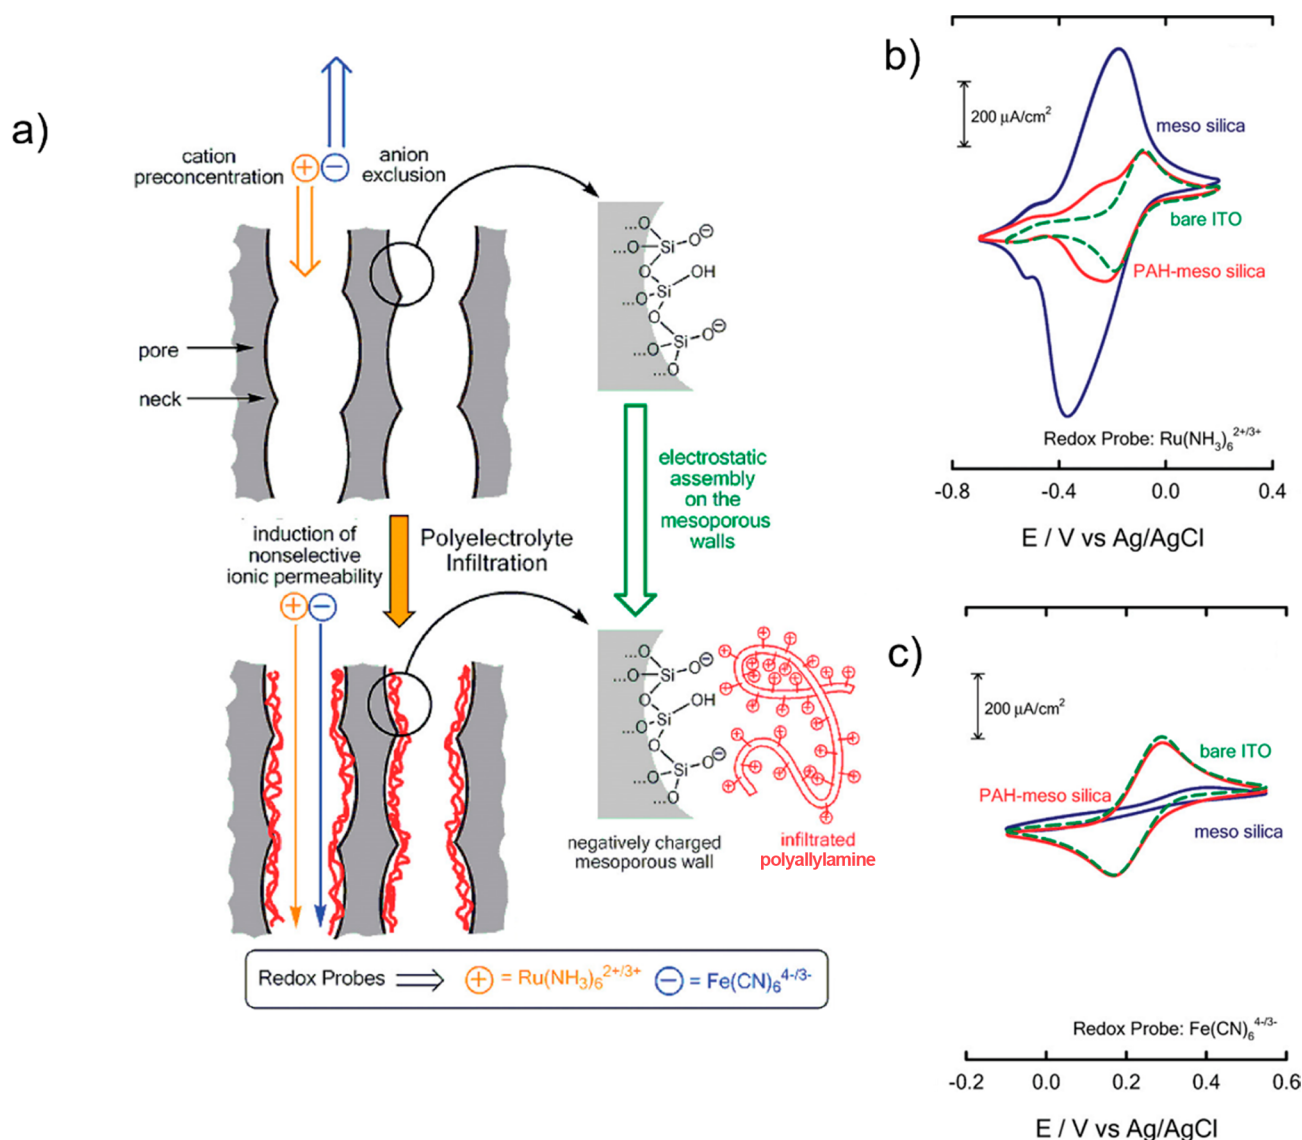 a)
cation
preconcentration
anion
exclusion
+
−
pore
neck
...O
...O
Si
O⊖
O
OH
Si
...O
O
Si
O⊖
...O
...O
electrostatic
assembly
on the
mesoporous
walls
induction of
nonselective
ionic permeability
Polyelectrolyte
Infiltration
+
−
...O
...O
Si
O⊖
O
OH
Si
...O
O
Si
O⊖
...O
...O
negatively charged
mesoporous wall
infiltrated
polyallylamine
Redox Probes ⟹ ⊕ = Ru(NH₃)₆²⁺/³⁺ ⊖ = Fe(CN)₆⁴⁻/³⁻
b)
200 µA/cm²
meso silica
bare ITO
PAH-meso silica
Redox Probe: Ru(NH₃)₆²⁺/³⁺
-0.8 -0.4 0.0 0.4
E / V vs Ag/AgCl
c)
200 µA/cm²
bare ITO
PAH-meso silica
meso silica
Redox Probe: Fe(CN)₆⁴⁻/³⁻
-0.2 0.0 0.2 0.4 0.6
E / V vs Ag/AgCl